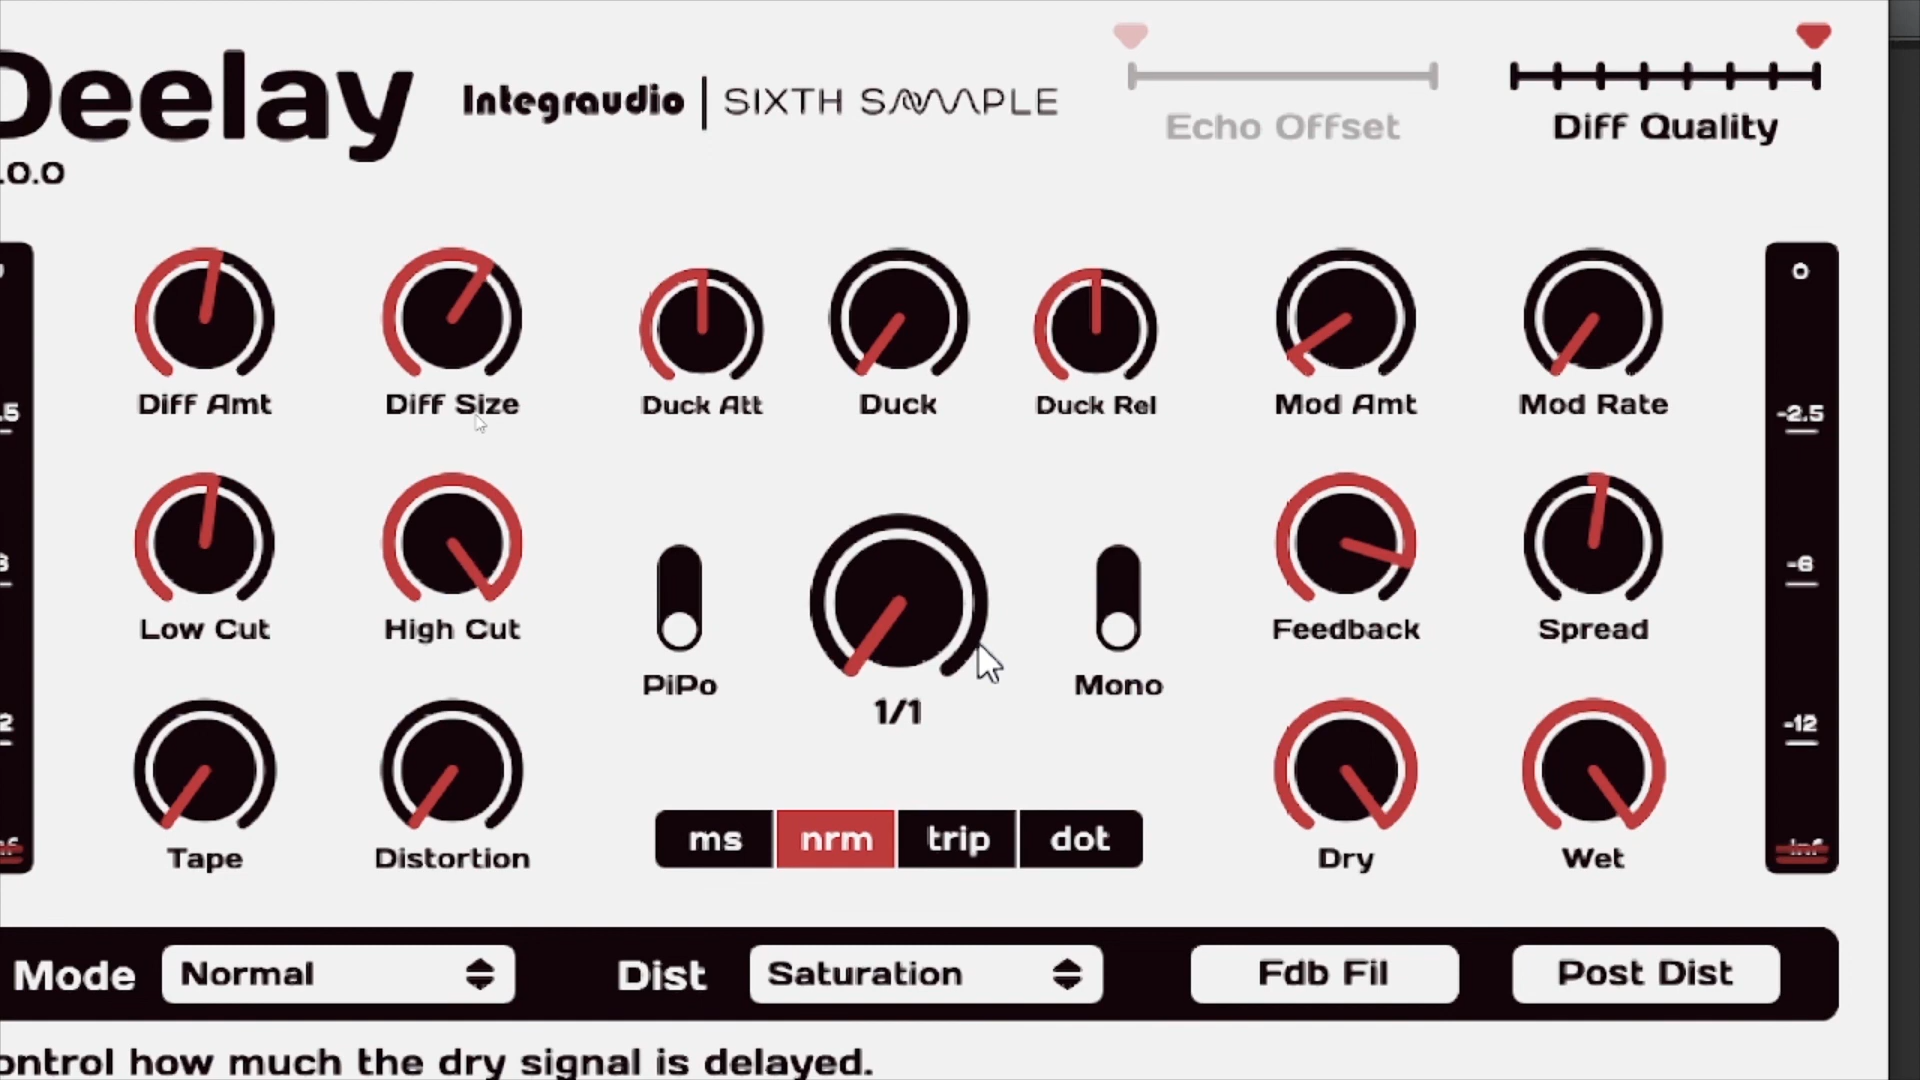 Deelay
Integraudio | SIXTH SAMPLE
Echo Offset
Diff Quality
.0.0
Diff Amt
Diff Size
Duck Att
Duck
Duck Rel
Mod Amt
Mod Rate
Low Cut
High Cut
PiPo
1/1
Mono
Feedback
Spread
Tape
Distortion
ms
nrm
trip
dot
Dry
Wet
0
-2.5
-6
-12
-inf
Mode
Normal
Dist
Saturation
Fdb Fil
Post Dist
ontrol how much the dry signal is delayed.